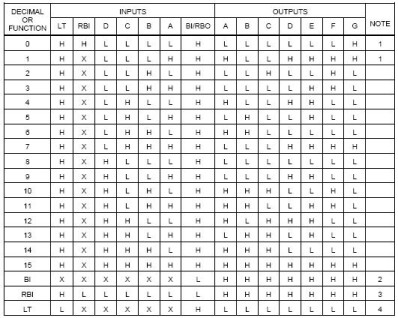 DECIMAL OR FUNCTION INPUTS OUTPUTS NOTE
LT RBI D C B A BI/RBO A B C D E F G
0 H H L L L L H L L L L L L H 1
1 H X L L L H H H L L H H H H 1
2 H X L L H L H L L H L L H L
3 H X L L H H H L L L L H H L
4 H X L H L L H H L L H H L L
5 H X L H L H H L H L L H L L
6 H X L H H L H H H L L L L L
7 H X L H H H H L L L H H H H
8 H X H L L L H L L L L L L L
9 H X H L L H H L L L H H L L
10 H X H L H L H H H H L L H L
11 H X H L H H H H H L L H H L
12 H X H H L L H H L H H H L L
13 H X H H L H H L H H L H L L
14 H X H H H L H H H H L L L L
15 H X H H H H H H H H H H H H
BI X X X X X X L H H H H H H H 2
RBI H L L L L L L H H H H H H H 3
LT L X X X X X H L L L L L L L 4